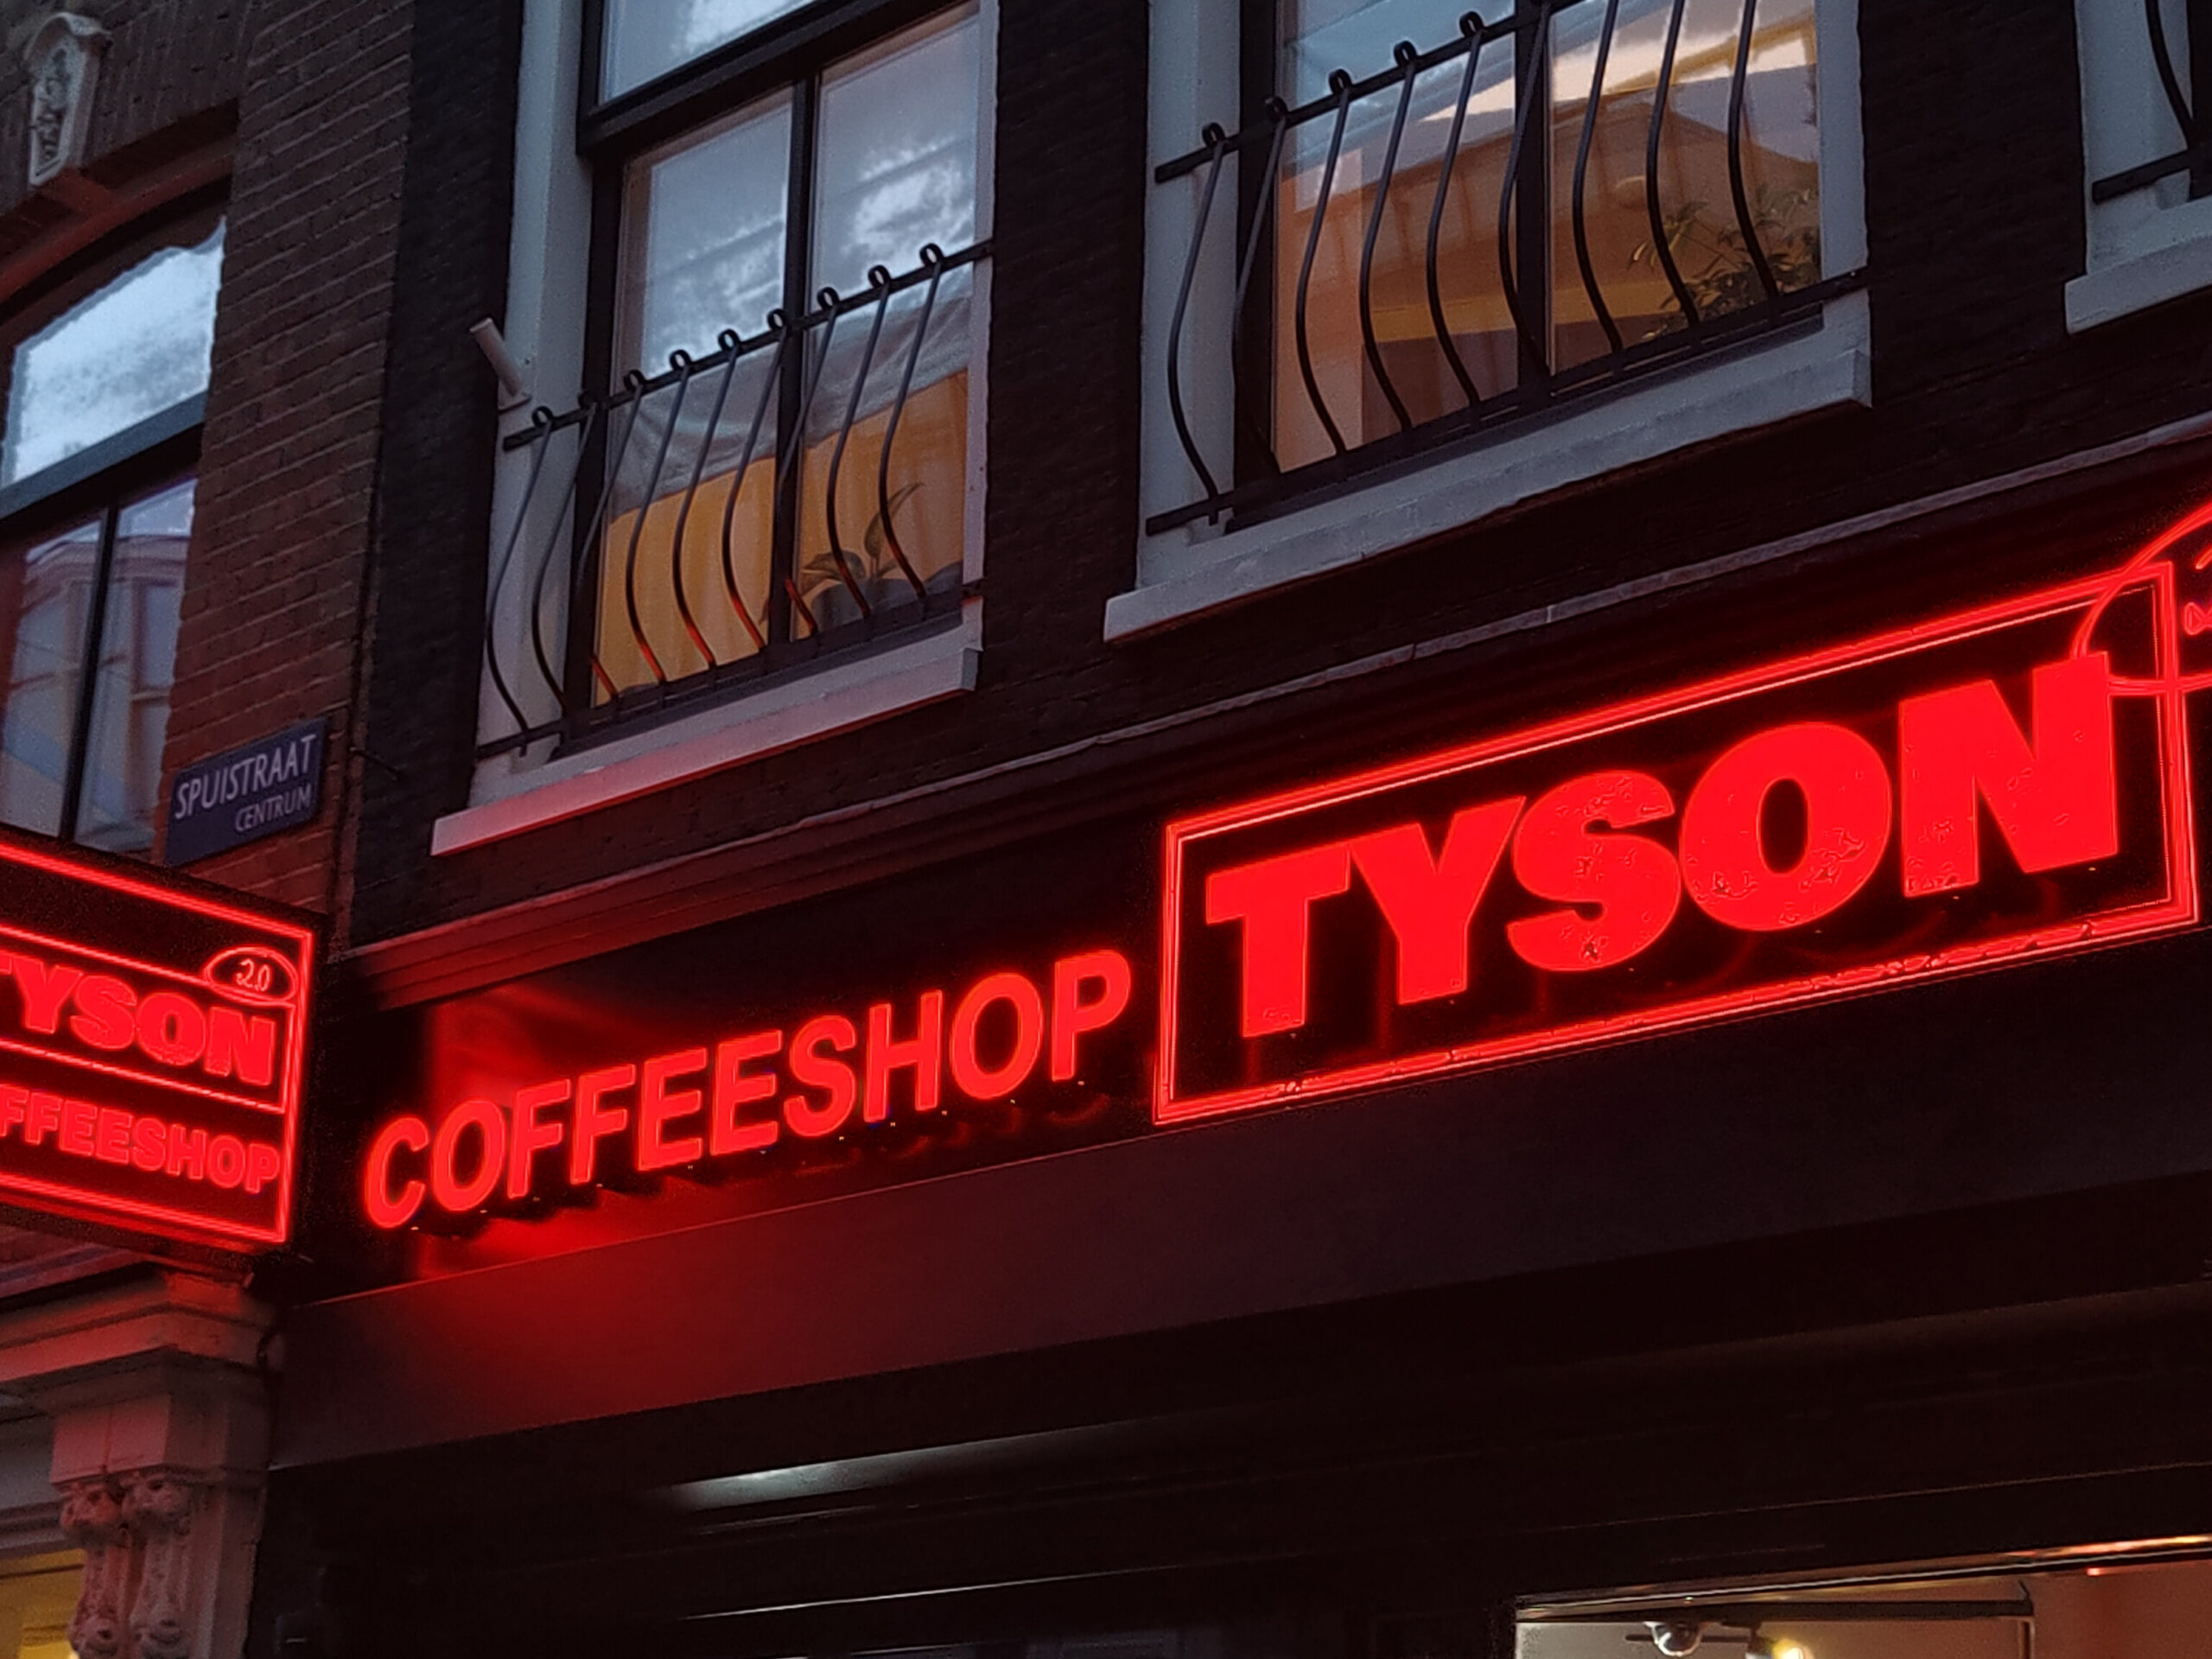 SPUISTRAAT
CENTRUM
2.0
TYSON
FFEESHOP
COFFEESHOP TYSON